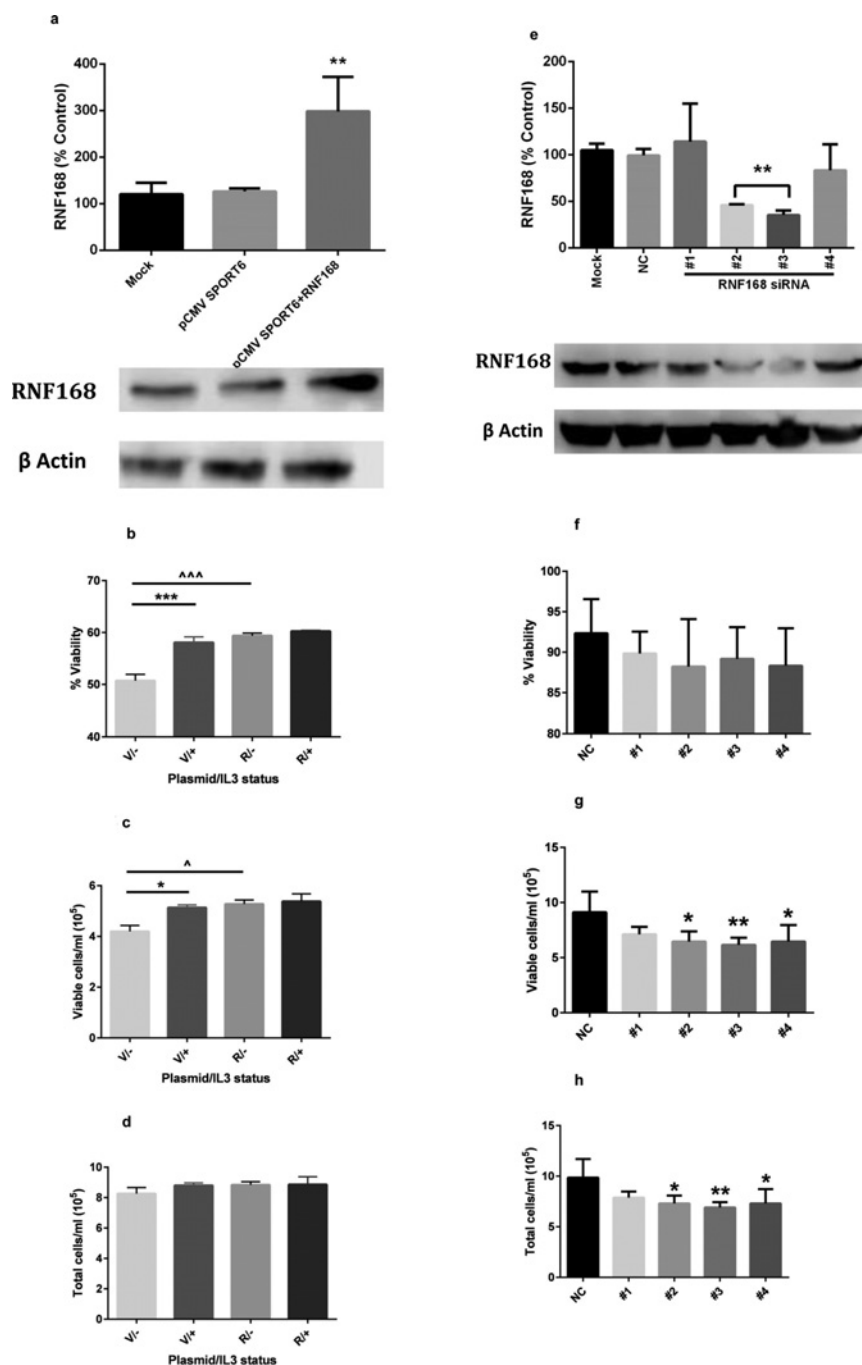 a
RNF168 (% Control)
400
300
200
100
0
**
Mock
pCMV SPORT6
pCMV SPORT6+RNF168
RNF168
β Actin
b
% Viability
70
60
50
40
^^^
***
V/-
V/+
R/-
R/+
Plasmid/IL3 status
c
Viable cells/ml (10⁵)
6
4
2
0
^
*
V/-
V/+
R/-
R/+
Plasmid/IL3 status
d
Total cells/ml (10⁵)
10
8
6
4
2
0
V/-
V/+
R/-
R/+
Plasmid/IL3 status
e
RNF168 (% Control)
200
150
100
50
0
**
Mock
NC
#1
#2
#3
#4
RNF168 siRNA
RNF168
β Actin
f
% Viability
100
95
90
85
80
NC
#1
#2
#3
#4
g
Viable cells/ml (10⁵)
15
10
5
0
*
**
*
NC
#1
#2
#3
#4
h
Total cells/ml (10⁵)
15
10
5
0
*
**
*
NC
#1
#2
#3
#4